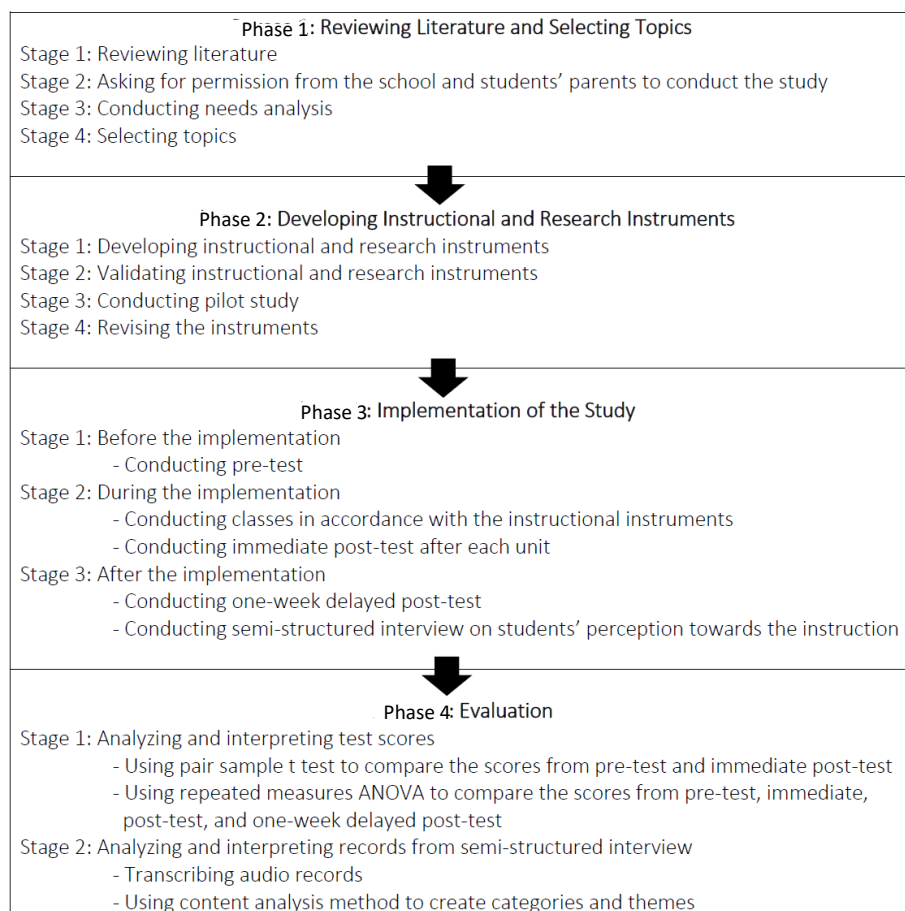 Phase 1: Reviewing Literature and Selecting Topics
Stage 1: Reviewing literature
Stage 2: Asking for permission from the school and students’ parents to conduct the study
Stage 3: Conducting needs analysis
Stage 4: Selecting topics
Phase 2: Developing Instructional and Research Instruments
Stage 1: Developing instructional and research instruments
Stage 2: Validating instructional and research instruments
Stage 3: Conducting pilot study
Stage 4: Revising the instruments
Phase 3: Implementation of the Study
Stage 1: Before the implementation
- Conducting pre-test
Stage 2: During the implementation
- Conducting classes in accordance with the instructional instruments
- Conducting immediate post-test after each unit
Stage 3: After the implementation
- Conducting one-week delayed post-test
- Conducting semi-structured interview on students’ perception towards the instruction
Phase 4: Evaluation
Stage 1: Analyzing and interpreting test scores
- Using pair sample t test to compare the scores from pre-test and immediate post-test
- Using repeated measures ANOVA to compare the scores from pre-test, immediate,
post-test, and one-week delayed post-test
Stage 2: Analyzing and interpreting records from semi-structured interview
- Transcribing audio records
- Using content analysis method to create categories and themes